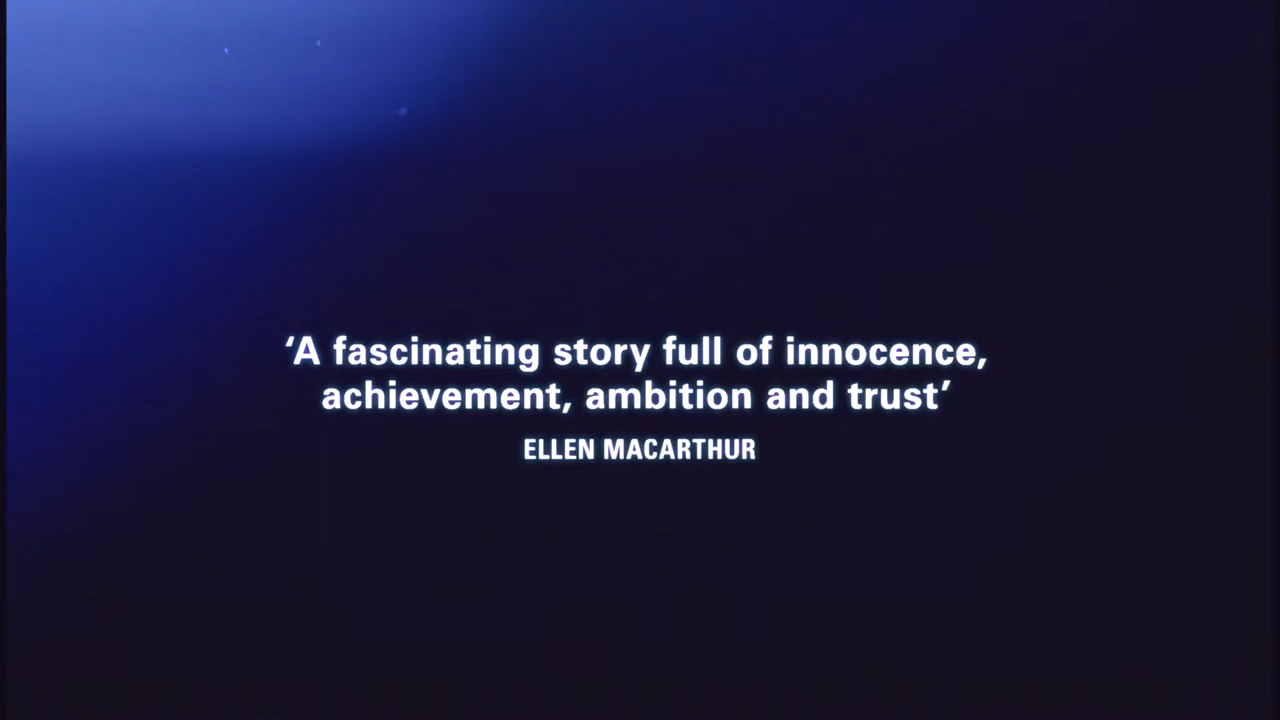 ‘A fascinating story full of innocence,
achievement, ambition and trust’
ELLEN MACARTHUR